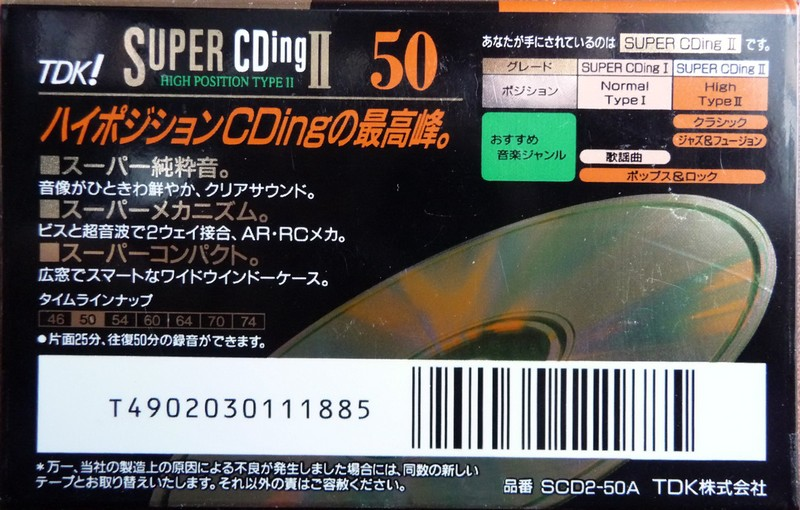 TDK! SUPER CDing II 50
HIGH POSITION TYPE II
あなたが手にされているのは SUPER CDing II です。
グレード SUPER CDing I SUPER CDing II
ポジション Normal Type I High Type II
おすすめ音楽ジャンル
クラシック
ジャズ&フュージョン
歌謡曲
ポップス&ロック
ハイポジションCDingの最高峰。
■スーパー純粋音。
音像がひときわ鮮やか、クリアサウンド。
■スーパーメカニズム。
ビスと超音波で2ウェイ接合、AR・RCメカ。
■スーパーコンパクト。
広窓でスマートなワイドウインドーケース。
タイムラインナップ
46 50 54 60 64 70 74
●片面25分、往復50分の録音ができます。
T4902030111885
*万一、当社の製造上の原因による不良が発生しました場合には、同数の新しい
テープとお取り替えいたします。それ以外の責はご容赦ください。
品番 SCD2-50A TDK株式会社